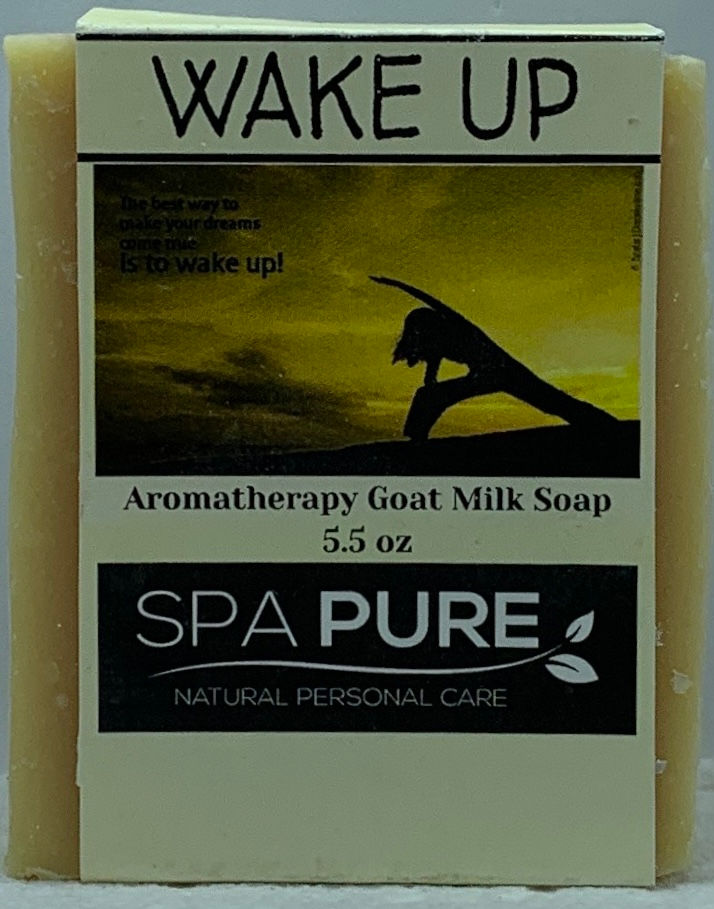 WAKE UP
The best way to
make your dreams
come true
is to wake up!
Aromatherapy Goat Milk Soap
5.5 oz
SPA PURE
NATURAL PERSONAL CARE